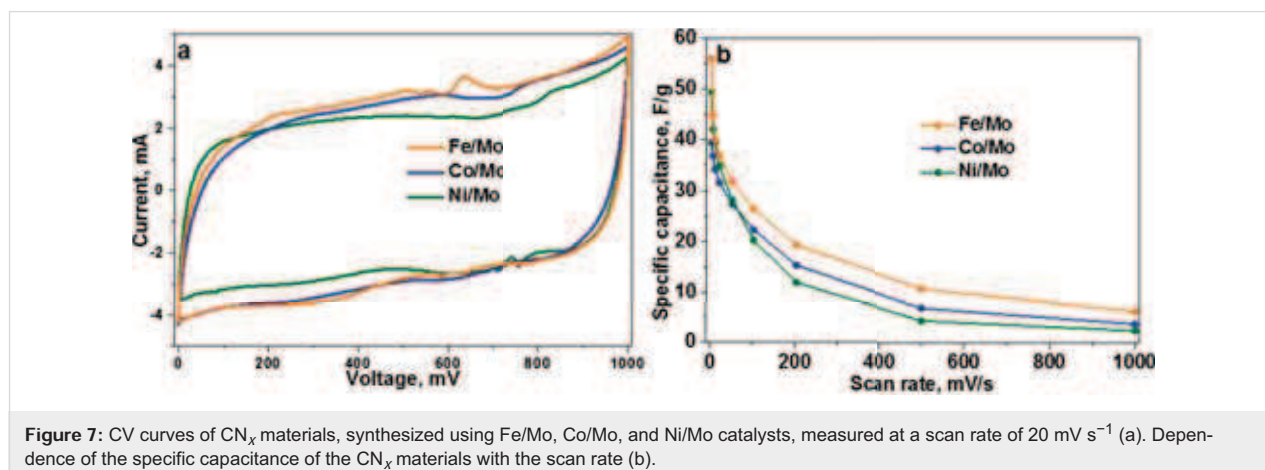 a
4
2
0
-2
-4
Current, mA
Fe/Mo
Co/Mo
Ni/Mo
0 200 400 600 800 1000
Voltage, mV
b
60
50
40
30
20
10
0
Specific capacitance, F/g
Fe/Mo
Co/Mo
Ni/Mo
0 200 400 600 800 1000
Scan rate, mV/s
Figure 7: CV curves of CNₓ materials, synthesized using Fe/Mo, Co/Mo, and Ni/Mo catalysts, measured at a scan rate of 20 mV s⁻¹ (a). Depen-
dence of the specific capacitance of the CNₓ materials with the scan rate (b).